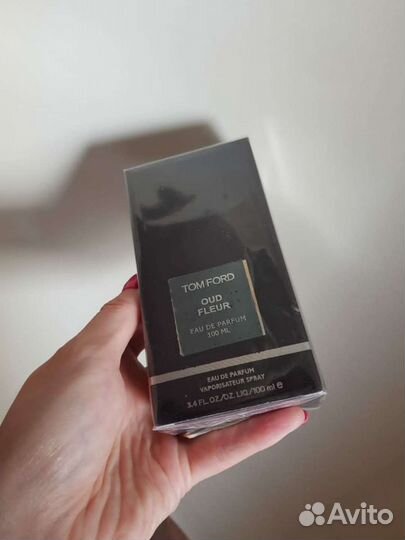 TOM FORD
OUD
FLEUR
EAU DE PARFUM
100 ML
EAU DE PARFUM
VAPORISATEUR SPRAY
3.4 FL.OZ./OZ. LIQ./100 ml ℮
Avito